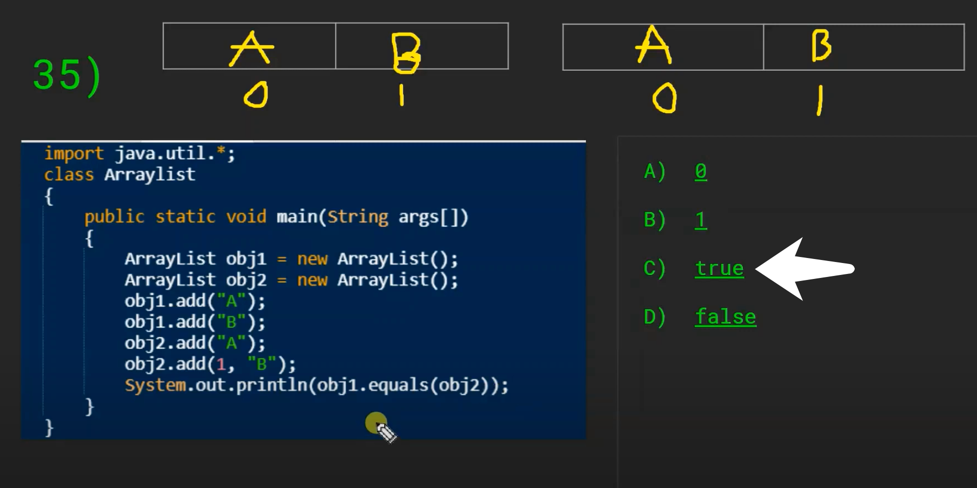 A B
A B
35)
0 1
0 1
import java.util.*;
class Arraylist
{
public static void main(String args[])
{
ArrayList obj1 = new ArrayList();
ArrayList obj2 = new ArrayList();
obj1.add("A");
obj1.add("B");
obj2.add("A");
obj2.add(1, "B");
System.out.println(obj1.equals(obj2));
}
}
A) 0
B) 1
C) true
D) false